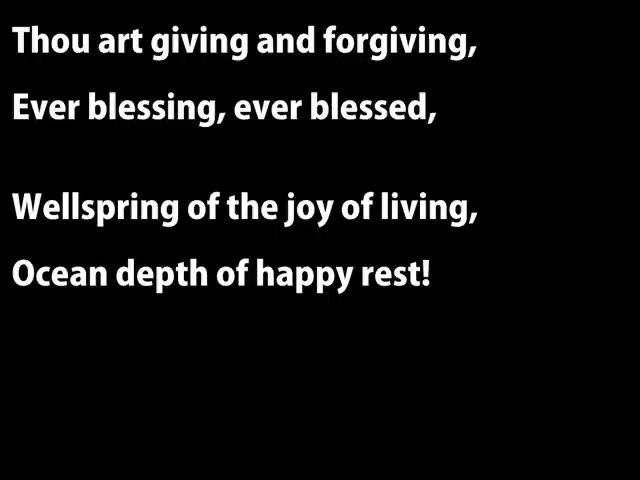 Thou art giving and forgiving,
Ever blessing, ever blessed,
Wellspring of the joy of living,
Ocean depth of happy rest!